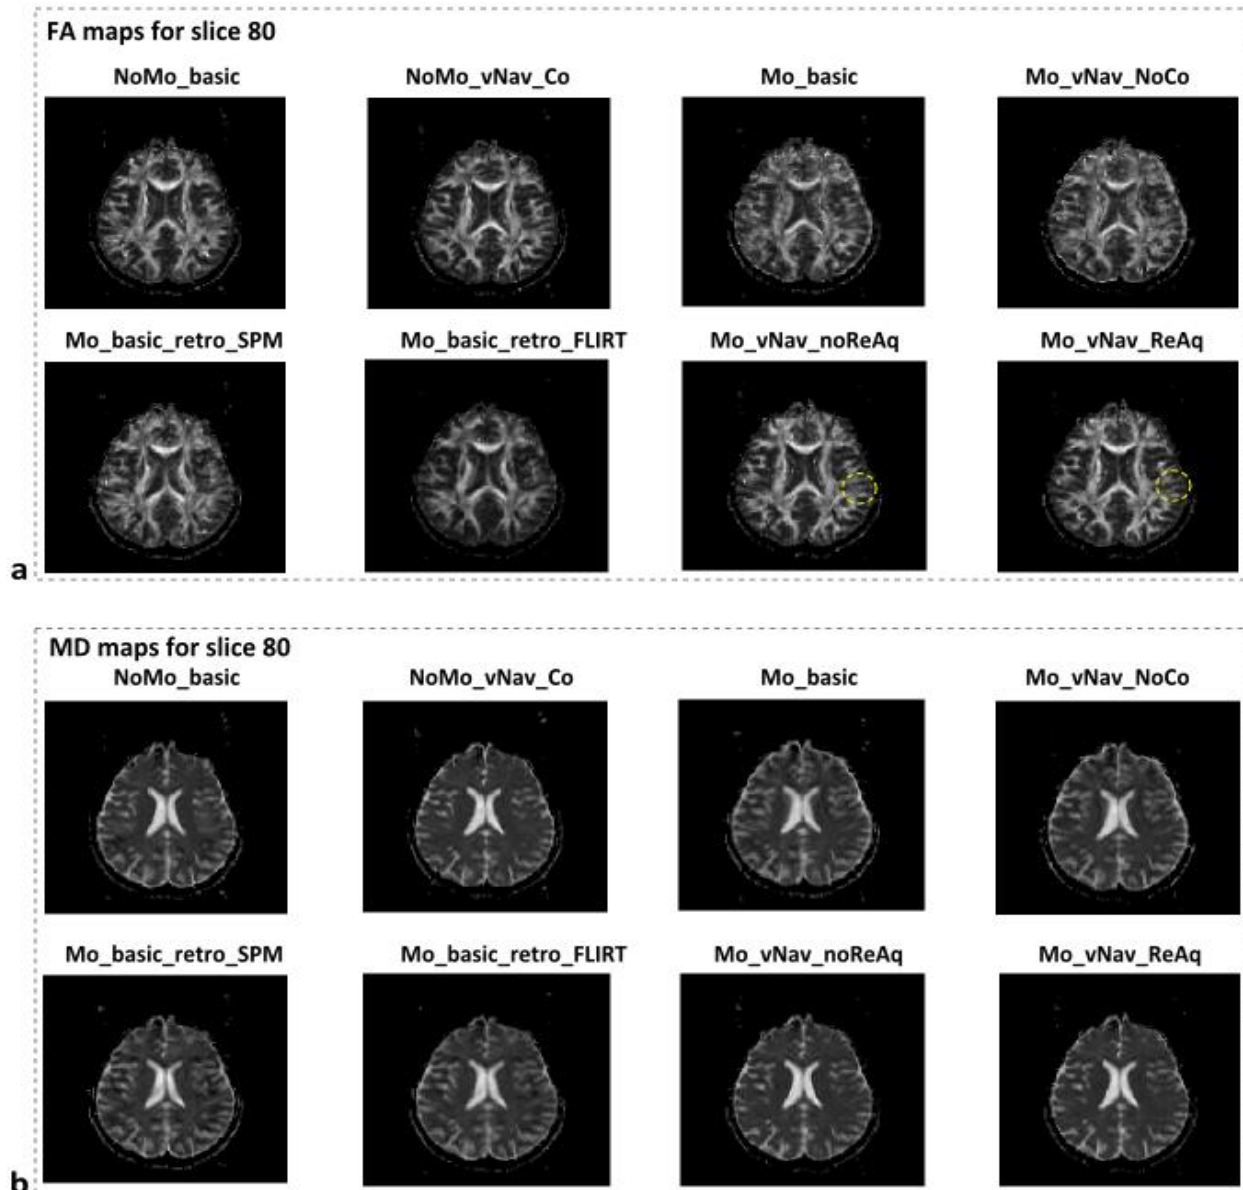 FA maps for slice 80
NoMo_basic NoMo_vNav_Co Mo_basic Mo_vNav_NoCo
Mo_basic_retro_SPM Mo_basic_retro_FLIRT Mo_vNav_noReAq Mo_vNav_ReAq
a
MD maps for slice 80
NoMo_basic NoMo_vNav_Co Mo_basic Mo_vNav_NoCo
Mo_basic_retro_SPM Mo_basic_retro_FLIRT Mo_vNav_noReAq Mo_vNav_ReAq
b